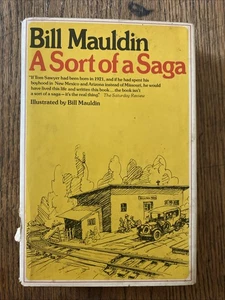 Bill Mauldin
A Sort of a Saga
"If Tom Sawyer had been born in 1921, and if he had spent his
boyhood in New Mexico and Arizona instead of Missouri, he would
have lived this life and written this book... the book isn't
a sort of a saga—it's the real thing" —The Saturday Review
Illustrated by Bill Mauldin